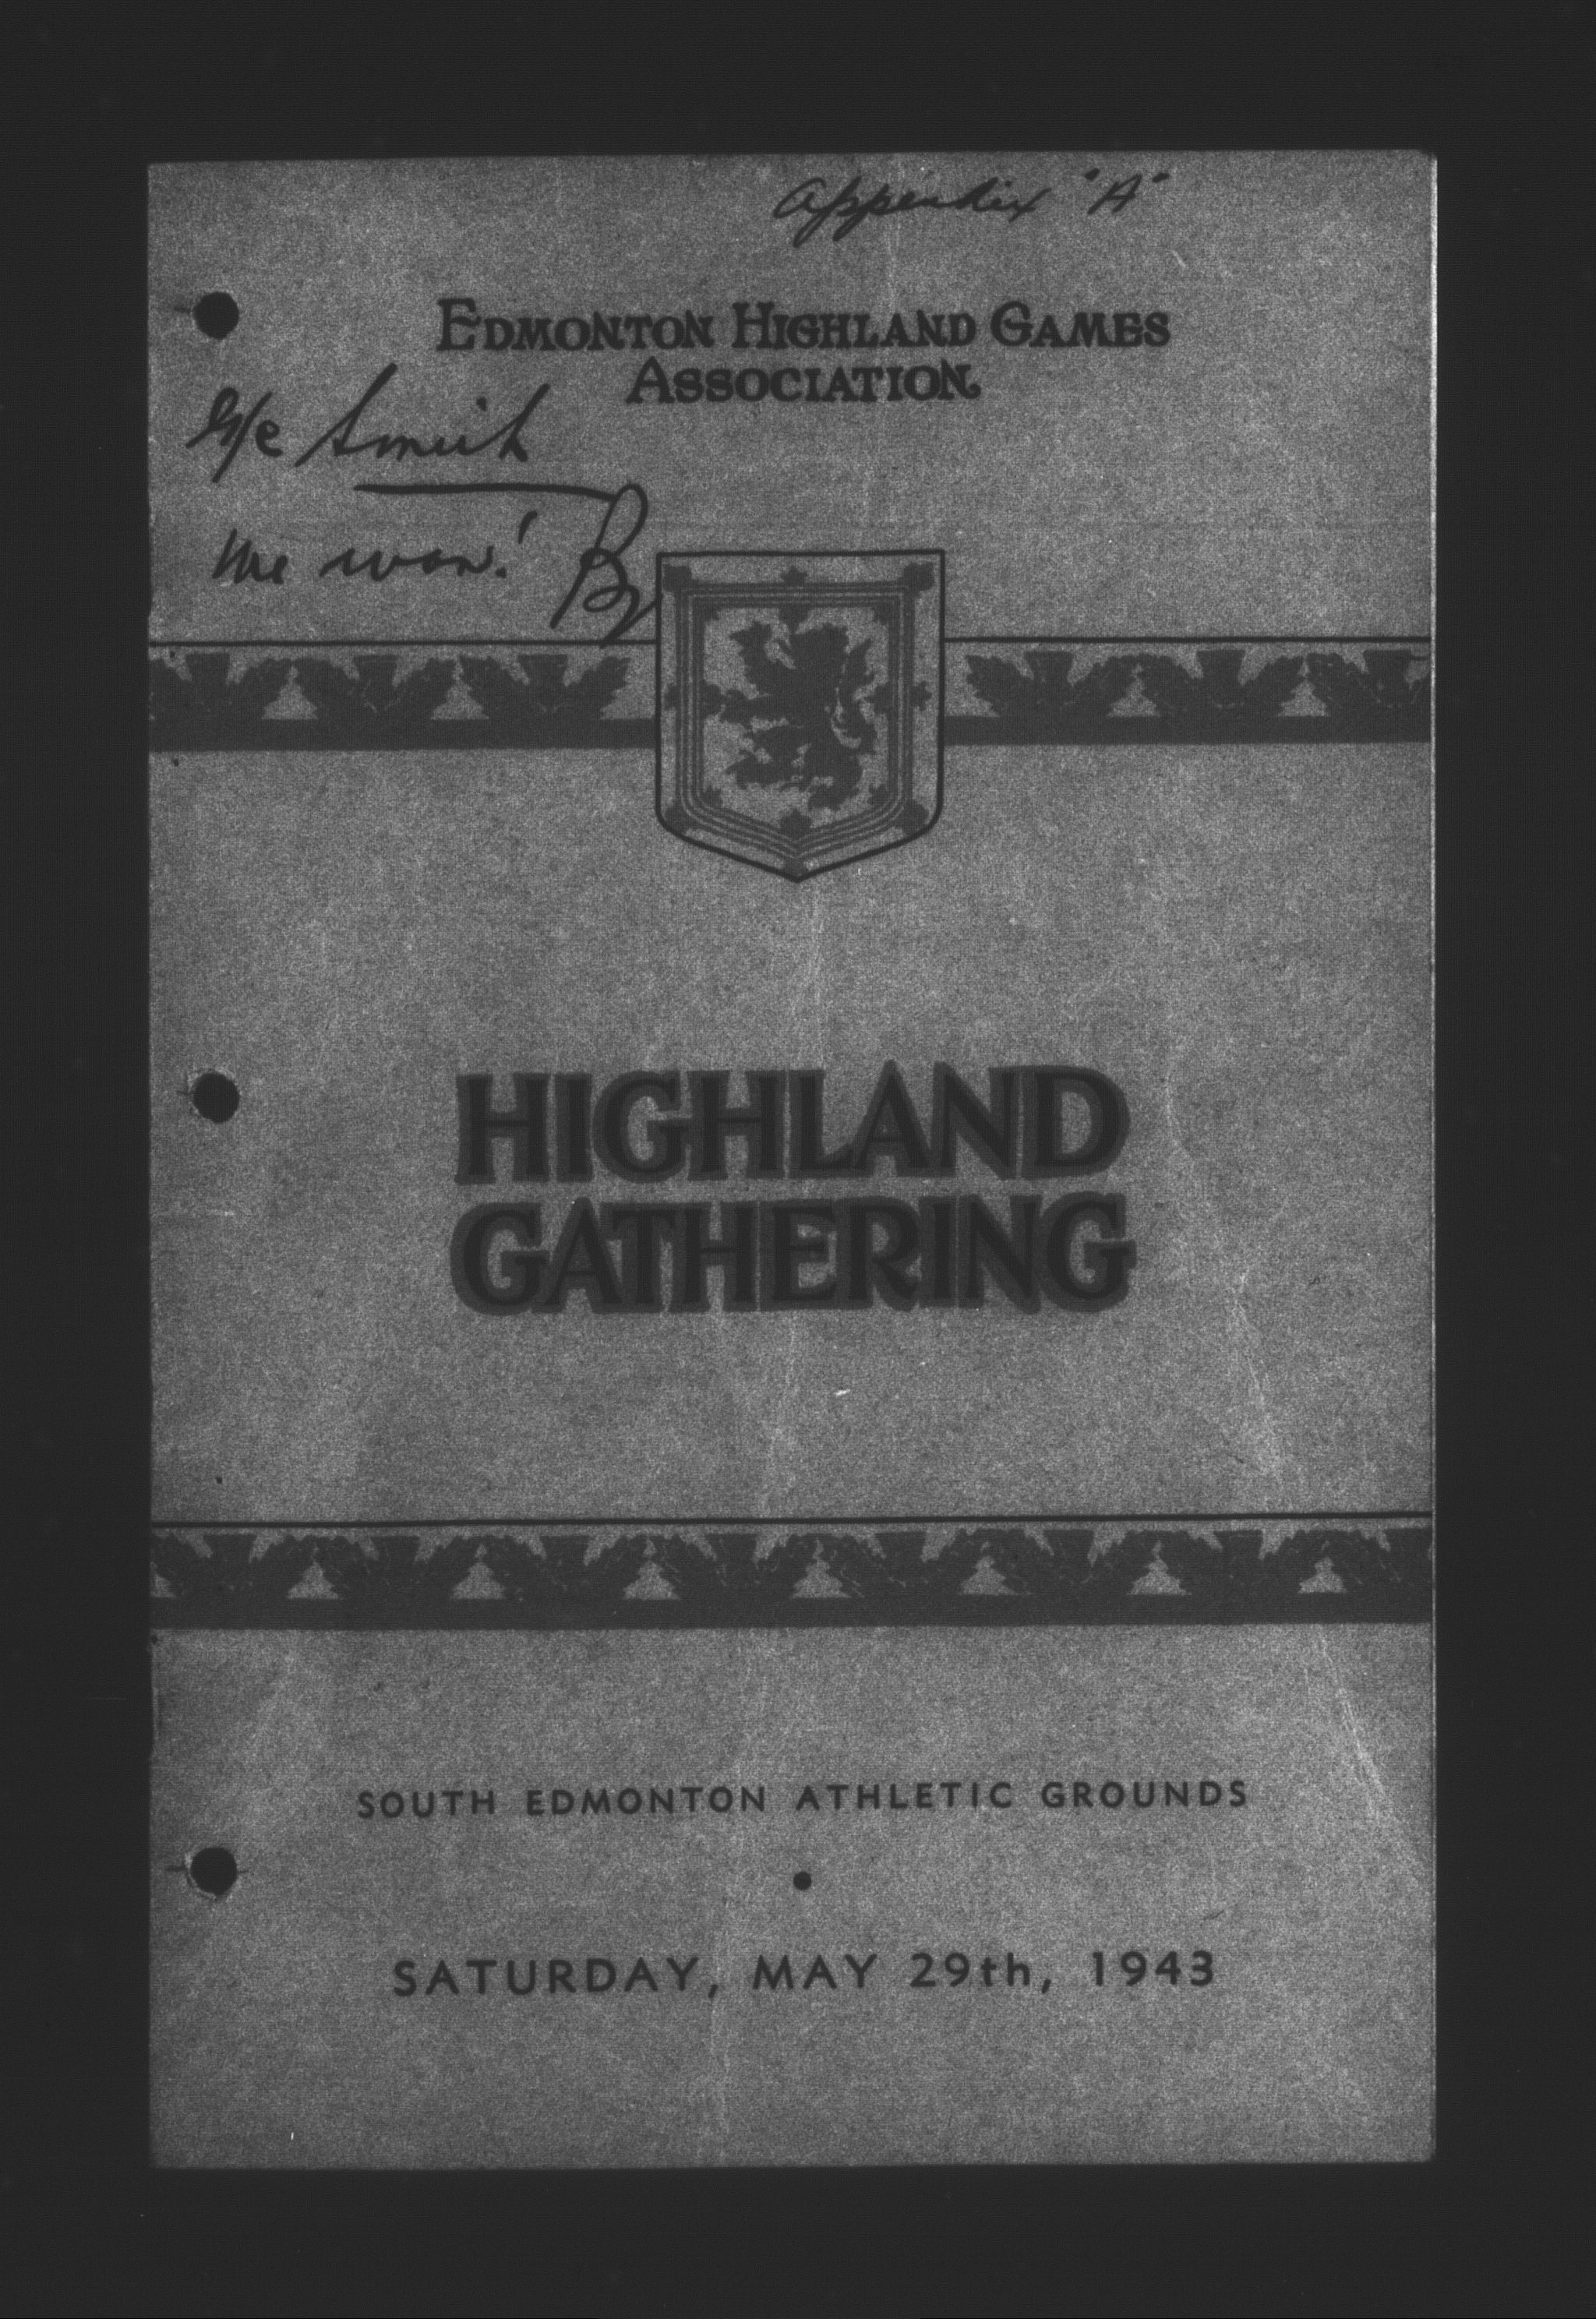 Appendix "A"
EDMONTON HIGHLAND GAMES
ASSOCIATION
Smith
We won!
HIGHLAND
GATHERING
SOUTH EDMONTON ATHLETIC GROUNDS
SATURDAY, MAY 29th, 1943